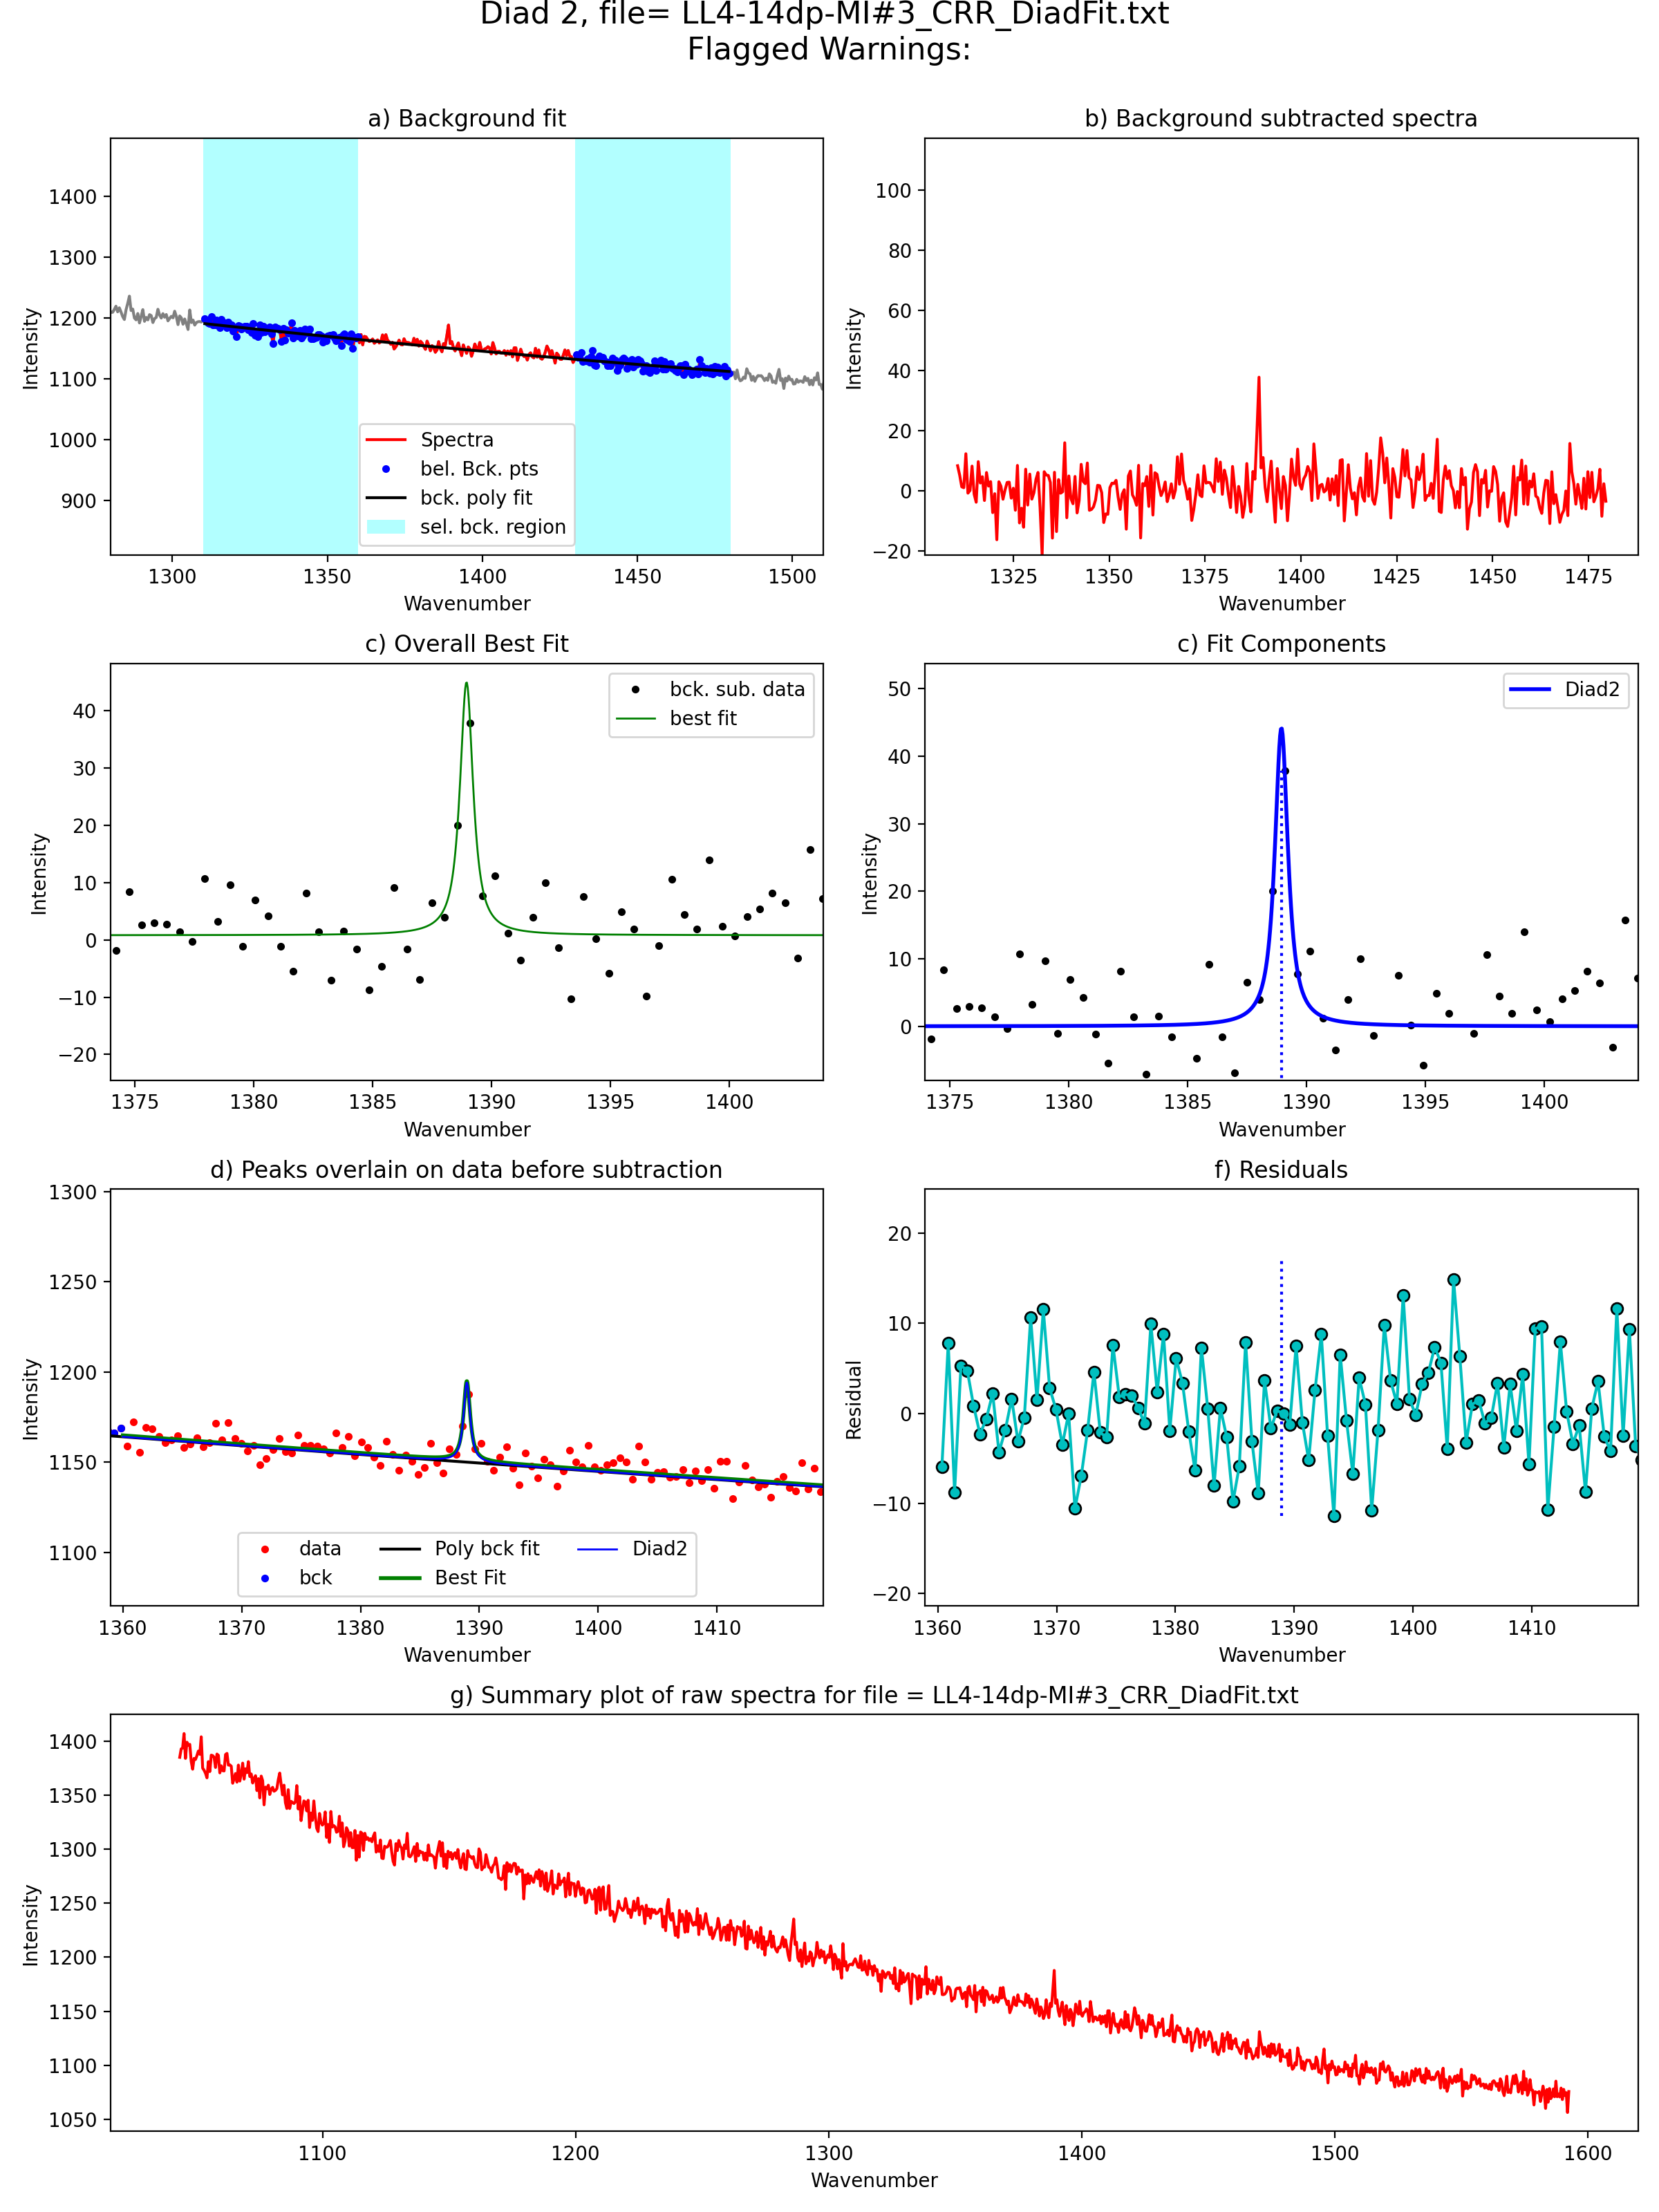 Diad 2, file= LL4-14dp-MI#3_CRR_DiadFit.txt
Flagged Warnings:
a) Background fit
1400
1300
1200
1100
1000
900
Intensity
Spectra
bel. Bck. pts
bck. poly fit
sel. bck. region
1300 1350 1400 1450 1500
Wavenumber
b) Background subtracted spectra
100
80
60
40
20
0
−20
Intensity
1325 1350 1375 1400 1425 1450 1475
Wavenumber
c) Overall Best Fit
40
30
20
10
0
−10
−20
Intensity
bck. sub. data
best fit
1375 1380 1385 1390 1395 1400
Wavenumber
c) Fit Components
50
40
30
20
10
0
Intensity
Diad2
1375 1380 1385 1390 1395 1400
Wavenumber
d) Peaks overlain on data before subtraction
1300
1250
1200
1150
1100
Intensity
data
bck
Poly bck fit
Best Fit
Diad2
1360 1370 1380 1390 1400 1410
Wavenumber
f) Residuals
20
10
0
−10
−20
Residual
1360 1370 1380 1390 1400 1410
Wavenumber
g) Summary plot of raw spectra for file = LL4-14dp-MI#3_CRR_DiadFit.txt
1400
1350
1300
1250
1200
1150
1100
1050
Intensity
1100 1200 1300 1400 1500 1600
Wavenumber